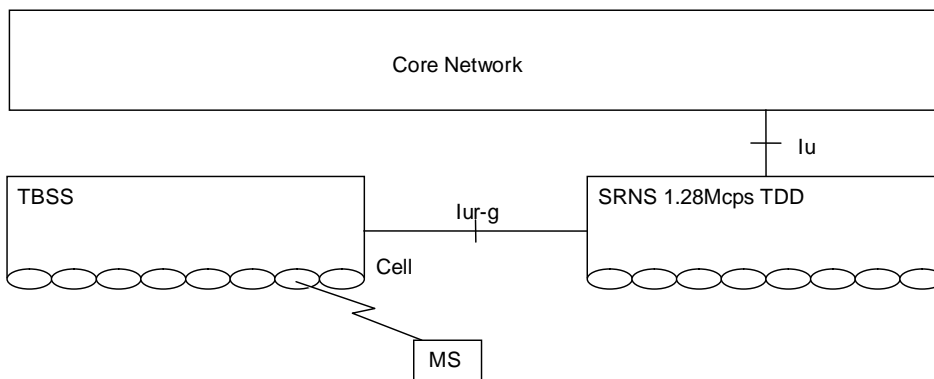 Core Network
Iu
TBSS
SRNS 1.28Mcps TDD
Iur-g
Cell
MS